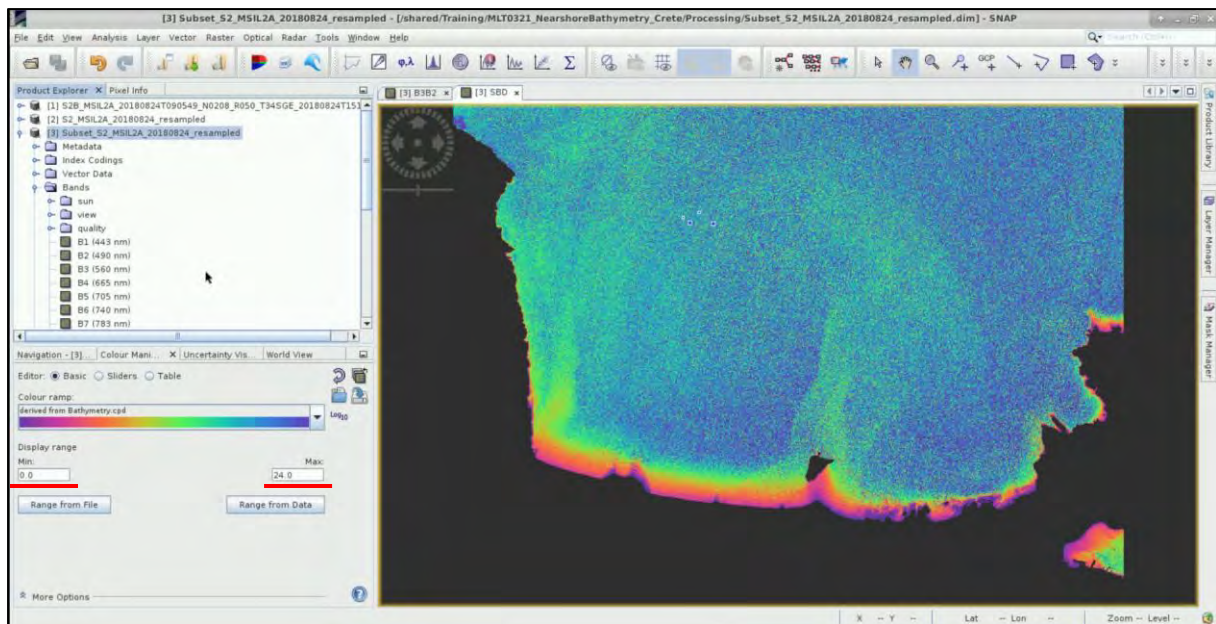 [3] Subset_S2_MSIL2A_20180824_resampled - [/shared/Training/MLT0321_NearshoreBathymetry_Crete/Processing/Subset_S2_MSIL2A_20180824_resampled.dim] - SNAP
File Edit View Analysis Layer Vector Raster Optical Radar Tools Window Help
Product Explorer Pixel Info
[3] B3B2 [3] SBD
[1] S2B_MSIL2A_20180824T090549_N0208_R050_T34SGE_20180824T151
[2] S2_MSIL2A_20180824_resampled
[3] Subset_S2_MSIL2A_20180824_resampled
Metadata
Index Codings
Vector Data
Bands
sun
view
quality
B1 (443 nm)
B2 (490 nm)
B3 (560 nm)
B4 (665 nm)
B5 (705 nm)
B6 (740 nm)
B7 (783 nm)
Navigation - [3]... Colour Mani... Uncertainty Vis... World View
Editor: Basic Sliders Table
Colour ramp:
derived from Bathymetry.cpd
Log10
Display range
Min: Max:
0.0 24.0
Range from File Range from Data
More Options
Product Library
Layer Manager
Mask Manager
X -- Y -- Lat -- Lon -- Zoom -- Level --